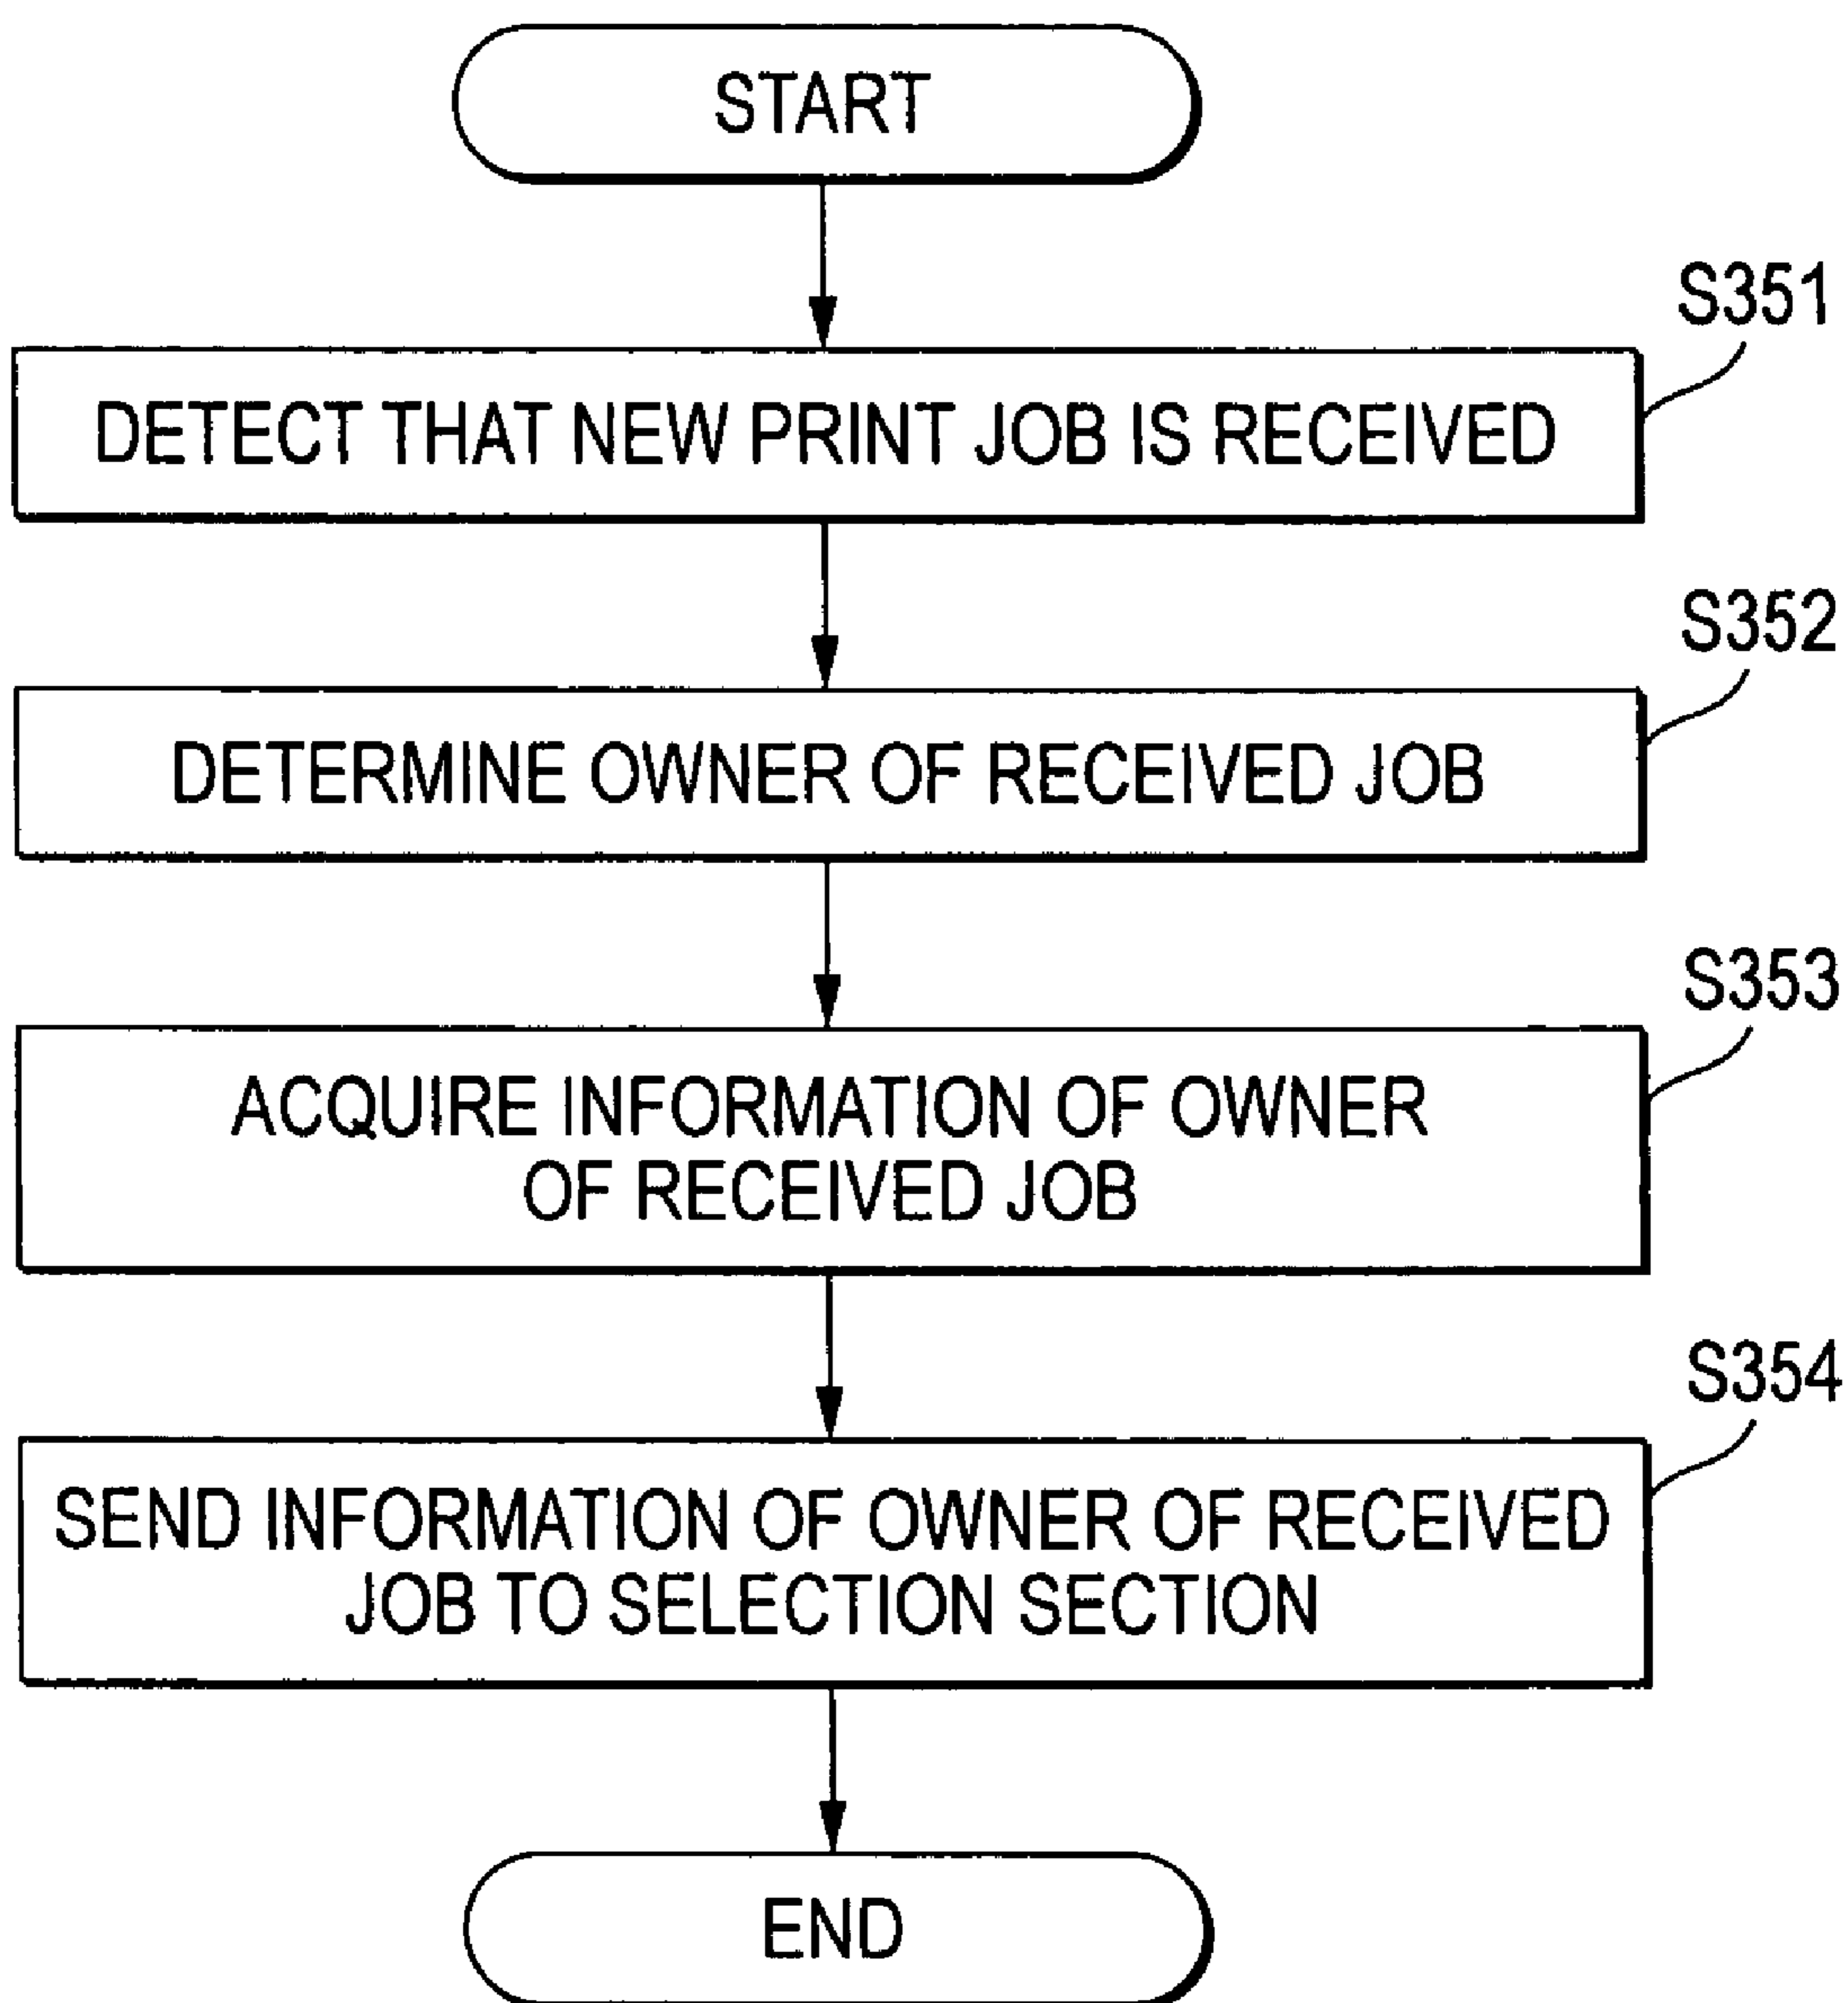 START
S351
DETECT THAT NEW PRINT JOB IS RECEIVED
S352
DETERMINE OWNER OF RECEIVED JOB
S353
ACQUIRE INFORMATION OF OWNER
OF RECEIVED JOB
S354
SEND INFORMATION OF OWNER OF RECEIVED
JOB TO SELECTION SECTION
END